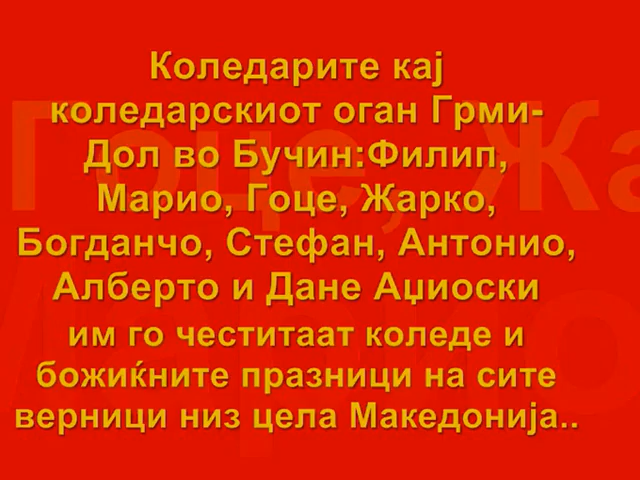 Коледарите кај
коледарскиот оган Грми-
Дол во Бучин:Филип,
Марио, Гоце, Жарко,
Богданчо, Стефан, Антонио,
Алберто и Дане Аџиоски
им го честитаат коледе и
божиќните празници на сите
верници низ цела Македонија..